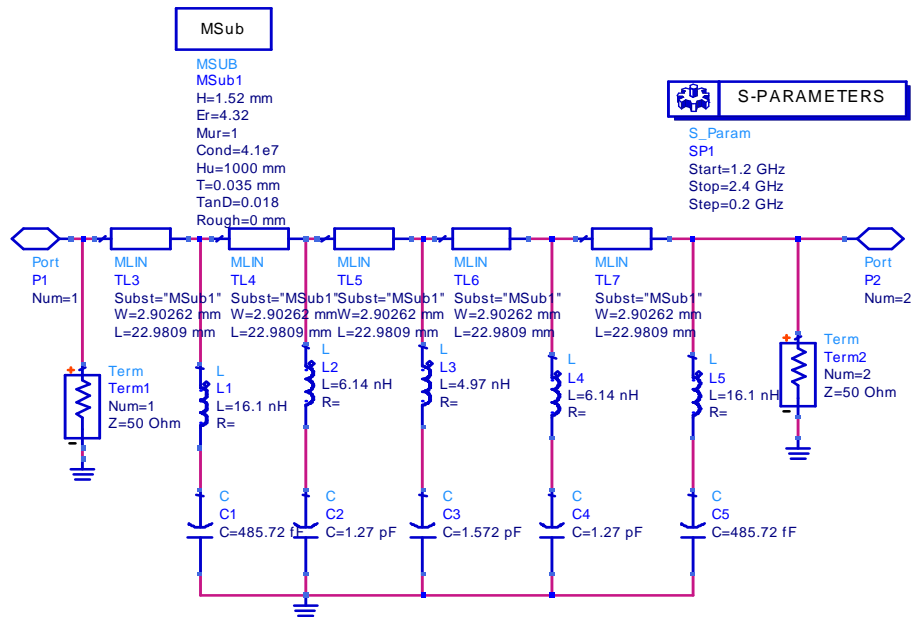 MSub
MSUB
MSub1
H=1.52 mm
Er=4.32
Mur=1
Cond=4.1e7
Hu=1000 mm
T=0.035 mm
TanD=0.018
Rough=0 mm
S-PARAMETERS
S_Param
SP1
Start=1.2 GHz
Stop=2.4 GHz
Step=0.2 GHz
Port
P1
Num=1
MLIN
TL3
Subst="MSub1"
W=2.90262 mm
L=22.9809 mm
MLIN
TL4
Subst="MSub1"
W=2.90262 mm
L=22.9809 mm
MLIN
TL5
Subst="MSub1"
W=2.90262 mm
L=22.9809 mm
MLIN
TL6
Subst="MSub1"
W=2.90262 mm
L=22.9809 mm
MLIN
TL7
Subst="MSub1"
W=2.90262 mm
L=22.9809 mm
Port
P2
Num=2
Term
Term1
Num=1
Z=50 Ohm
L
L1
L=16.1 nH
R=
L
L2
L=6.14 nH
R=
L
L3
L=4.97 nH
R=
L
L4
L=6.14 nH
R=
L
L5
L=16.1 nH
R=
Term
Term2
Num=2
Z=50 Ohm
C
C1
C=485.72 fF
C
C2
C=1.27 pF
C
C3
C=1.572 pF
C
C4
C=1.27 pF
C
C5
C=485.72 fF